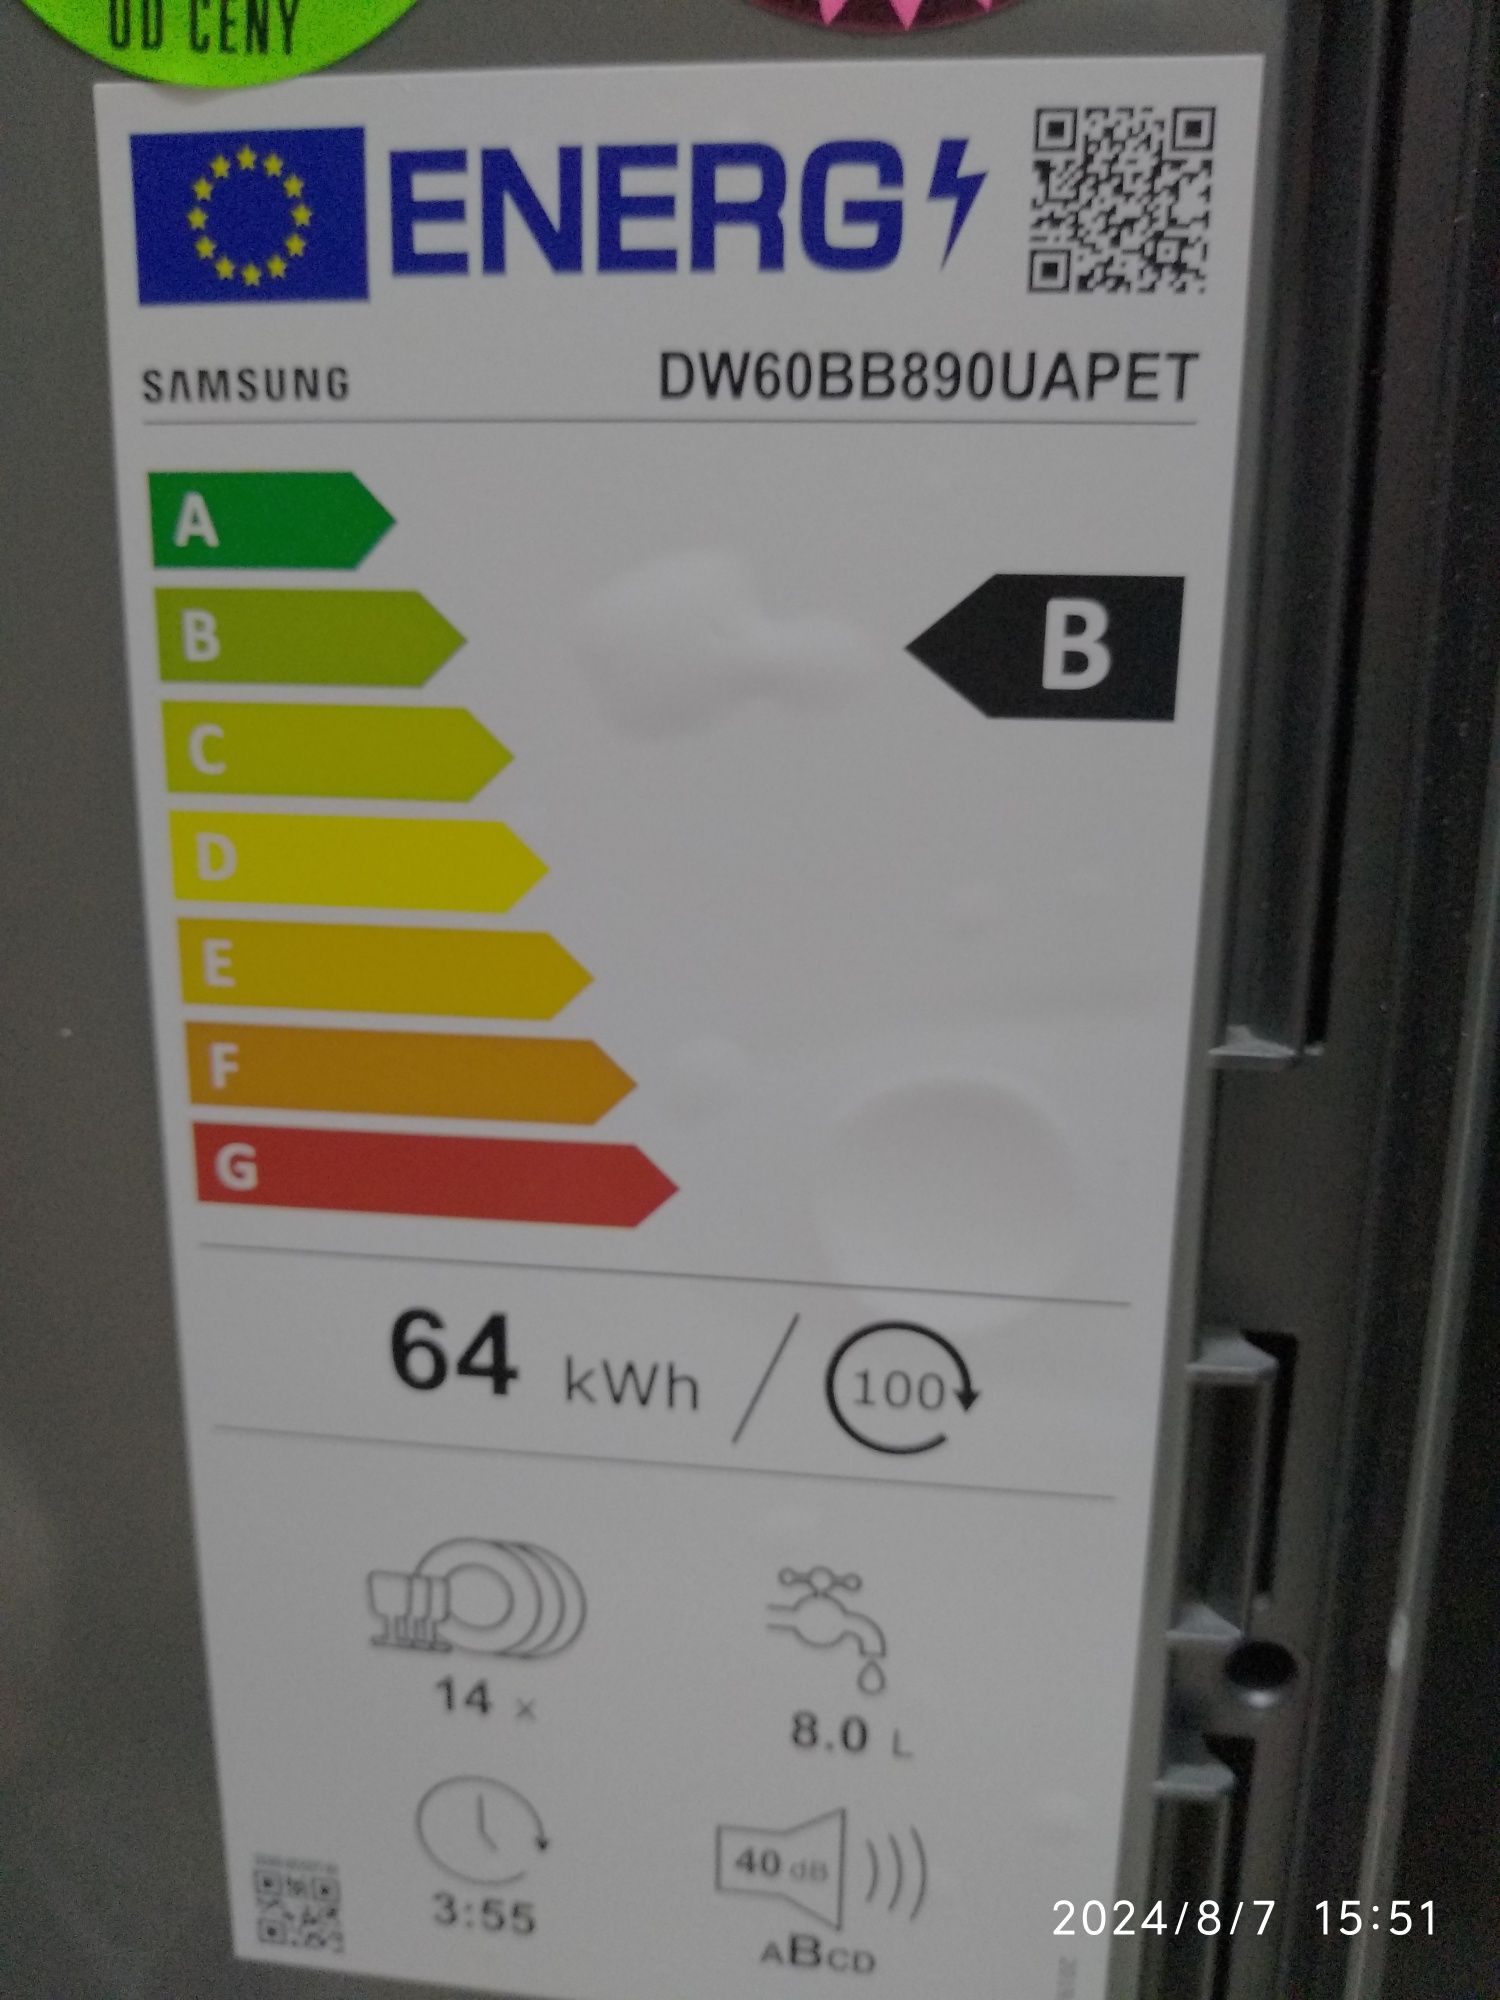 OD CENY
ENERG
SAMSUNG
DW60BB890UAPET
A
B
B
C
D
E
F
G
64 kWh / 100
14 x
8.0 L
3:55
40 dB
ABCD
2024/8/7 15:51